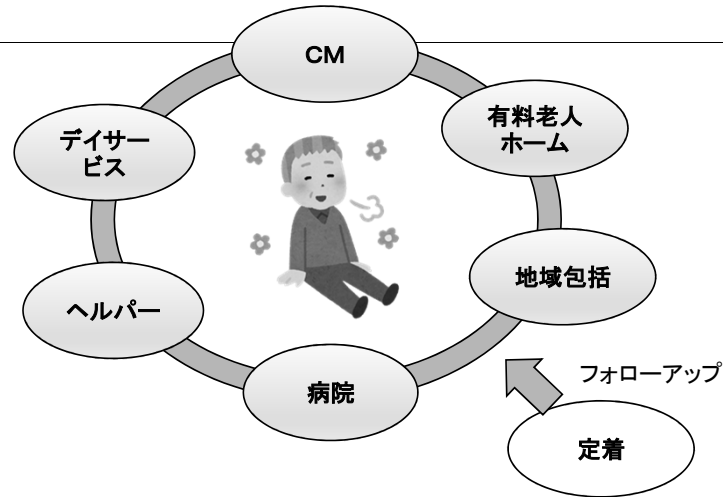 CM
有料老人
ホーム
デイサー
ビス
地域包括
ヘルパー
フォローアップ
病院
定着